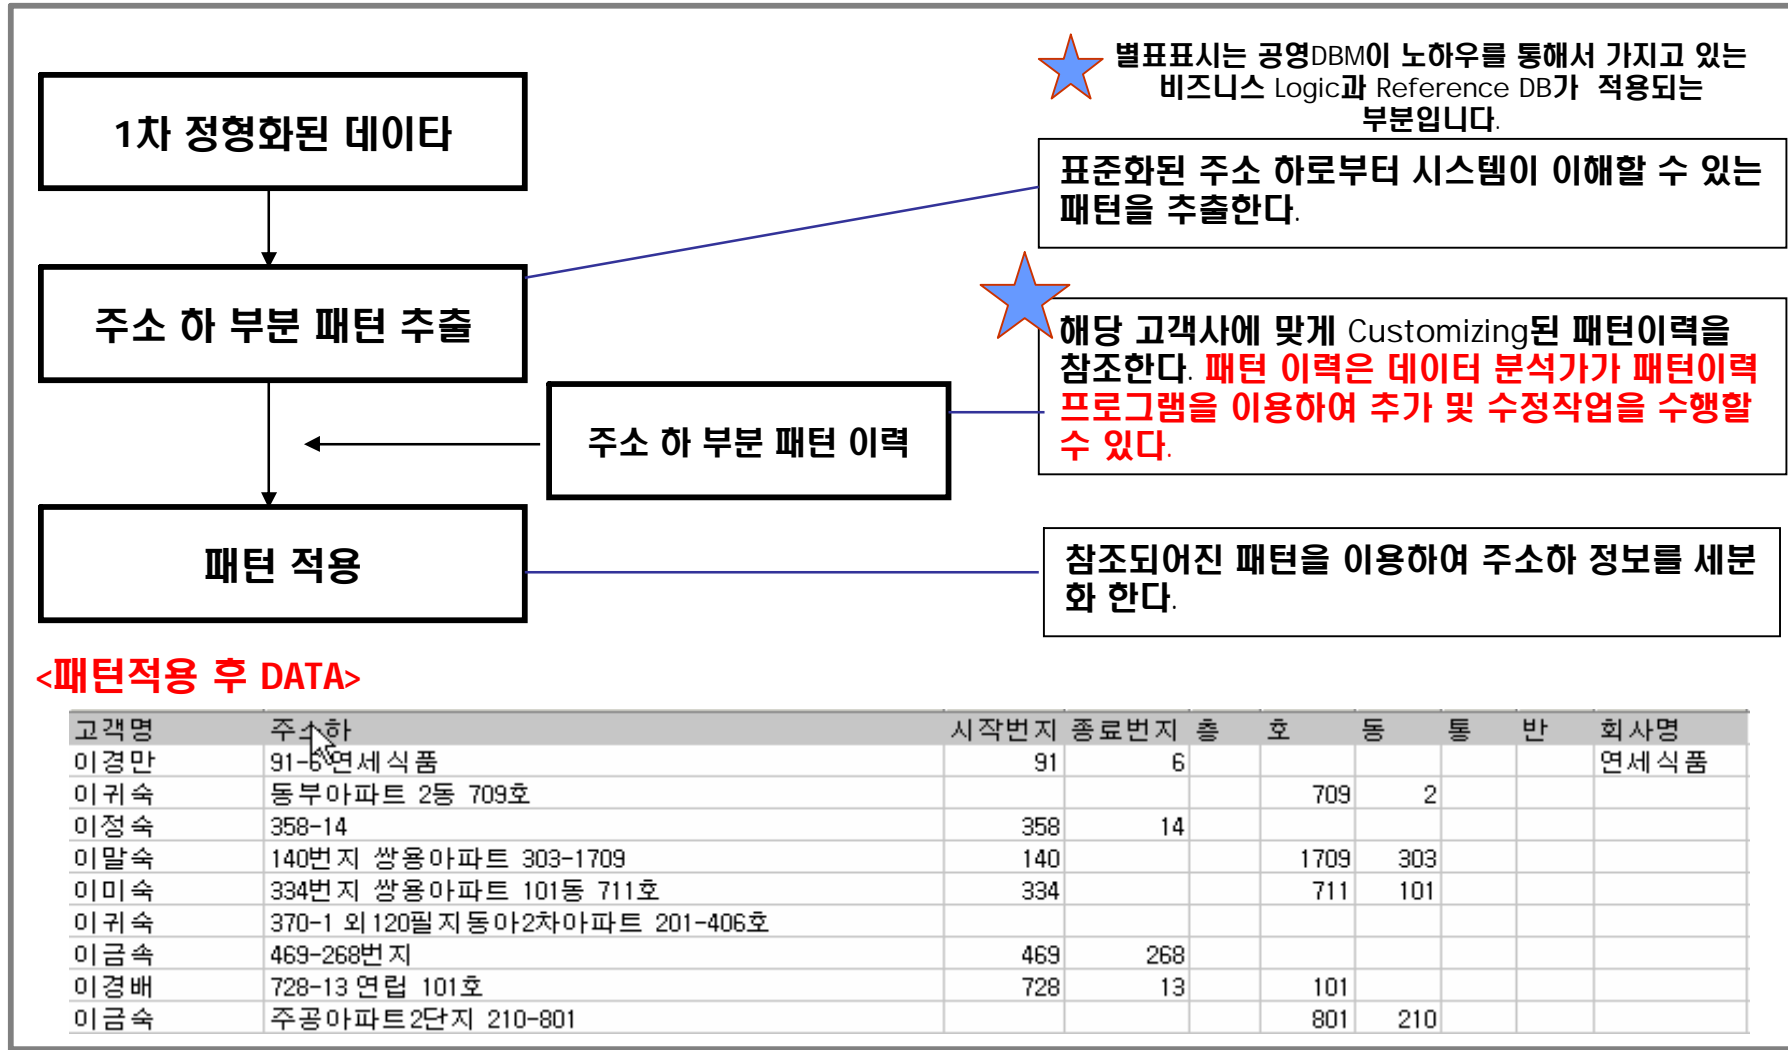 별표표시는 공영DBM이 노하우를 통해서 가지고 있는
비즈니스 Logic과 Reference DB가 적용되는
부분입니다.
1차 정형화된 데이타
표준화된 주소 하로부터 시스템이 이해할 수 있는
패턴을 추출한다.
주소 하 부분 패턴 추출
해당 고객사에 맞게 Customizing된 패턴이력을
참조한다. 패턴 이력은 데이터 분석가가 패턴이력
프로그램을 이용하여 추가 및 수정작업을 수행할
수 있다.
주소 하 부분 패턴 이력
패턴 적용
참조되어진 패턴을 이용하여 주소하 정보를 세분
화 한다.
<패턴적용 후 DATA>
고객명 주소하 시작번지 종료번지 층 호 동 통 반 회사명
이경만 91-6 연세식품 91 6 연세식품
이귀숙 동부아파트 2동 709호 709 2
이정숙 358-14 358 14
이말숙 140번지 쌍용아파트 303-1709 140 1709 303
이미숙 334번지 쌍용아파트 101동 711호 334 711 101
이귀숙 370-1 외120필지동아2차아파트 201-406호
이금속 469-268번지 469 268
이경배 728-13 연립 101호 728 13 101
이금숙 주공아파트2단지 210-801 801 210